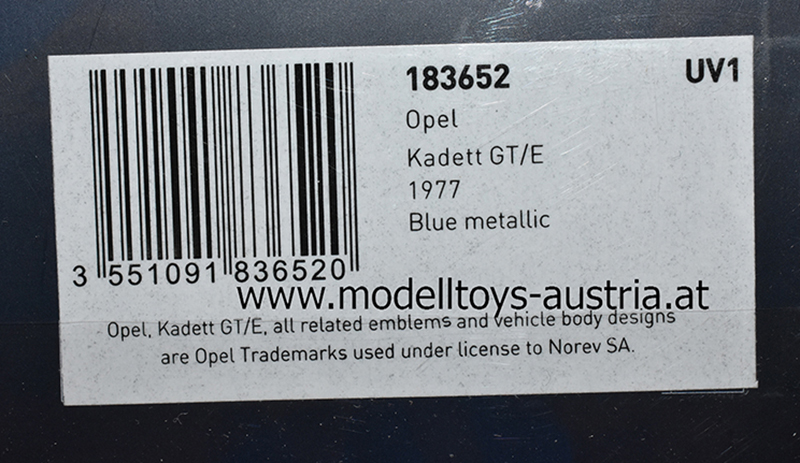 183652 UV1
Opel
Kadett GT/E
1977
Blue metallic
3 551091 836520
www.modelltoys-austria.at
Opel, Kadett GT/E, all related emblems and vehicle body designs
are Opel Trademarks used under license to Norev SA.